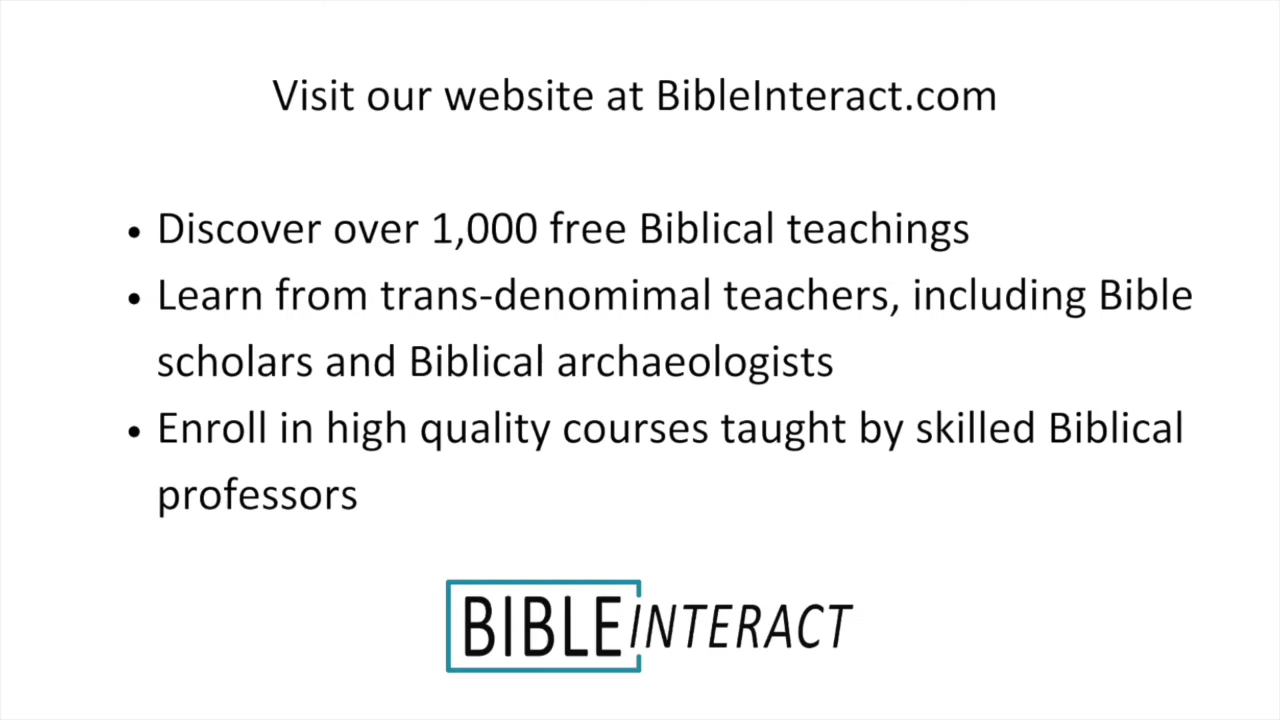 Visit our website at BibleInteract.com
• Discover over 1,000 free Biblical teachings
• Learn from trans-denomimal teachers, including Bible
scholars and Biblical archaeologists
• Enroll in high quality courses taught by skilled Biblical
professors
BIBLE INTERACT